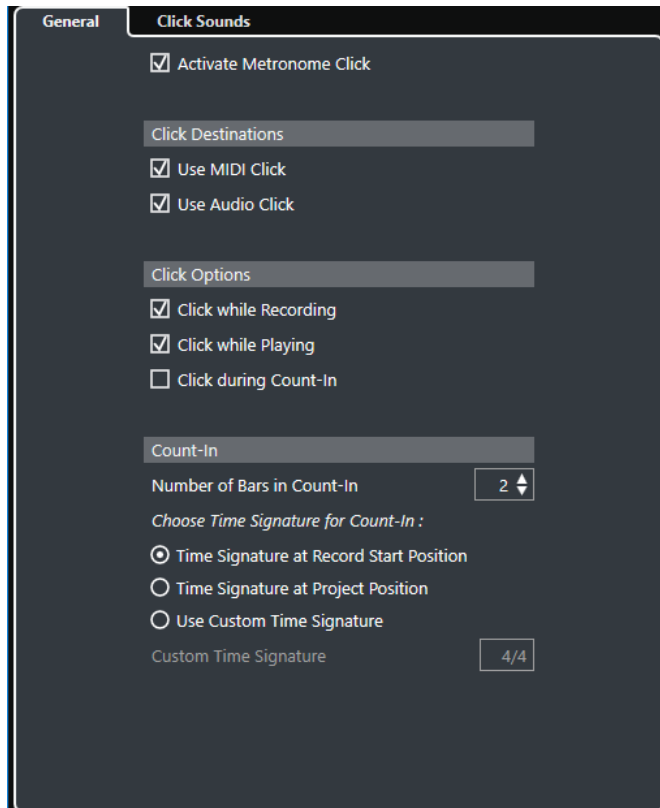 General Click Sounds
Activate Metronome Click
Click Destinations
Use MIDI Click
Use Audio Click
Click Options
Click while Recording
Click while Playing
Click during Count-In
Count-In
Number of Bars in Count-In 2
Choose Time Signature for Count-In :
Time Signature at Record Start Position
Time Signature at Project Position
Use Custom Time Signature
Custom Time Signature 4/4